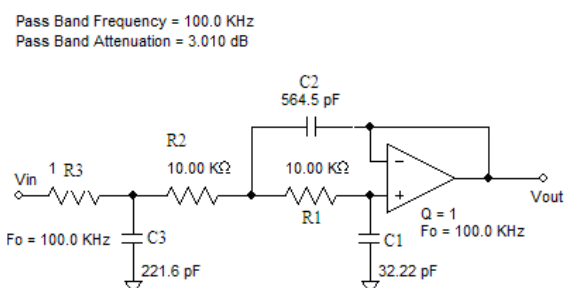 Pass Band Frequency = 100.0 KHz
Pass Band Attenuation = 3.010 dB
C2
564.5 pF
R2
1 R3
10.00 KΩ
10.00 KΩ
Vin
R1
Vout
Q = 1
Fo = 100.0 KHz
Fo = 100.0 KHz
C3
C1
221.6 pF
32.22 pF